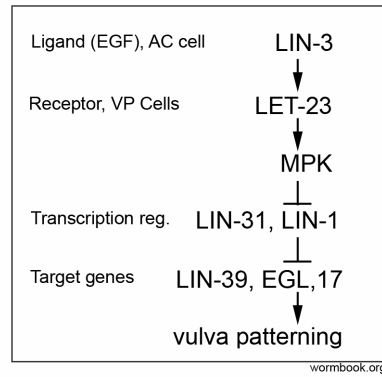 Ligand (EGF), AC cell LIN-3
Receptor, VP Cells LET-23
MPK
Transcription reg. LIN-31, LIN-1
Target genes LIN-39, EGL,17
vulva patterning
wormbook.org